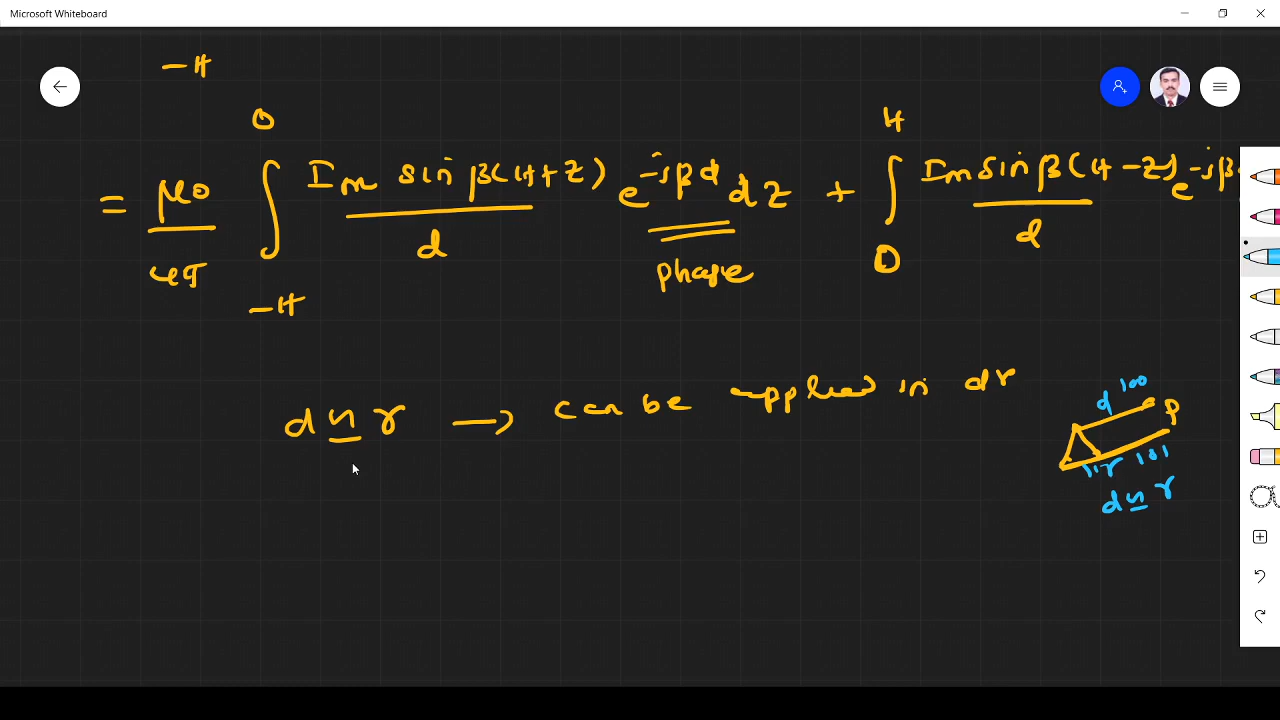 Microsoft Whiteboard
-H
= μ0/4π ∫ 0 -H Im sin β(H+z)/d e^-jβd dz + ∫ H 0 Im sin β(H-z)/d e^-jβ
phase
d ≃ r → can be applied in dr
d 100
P
r 101
d ≃ r